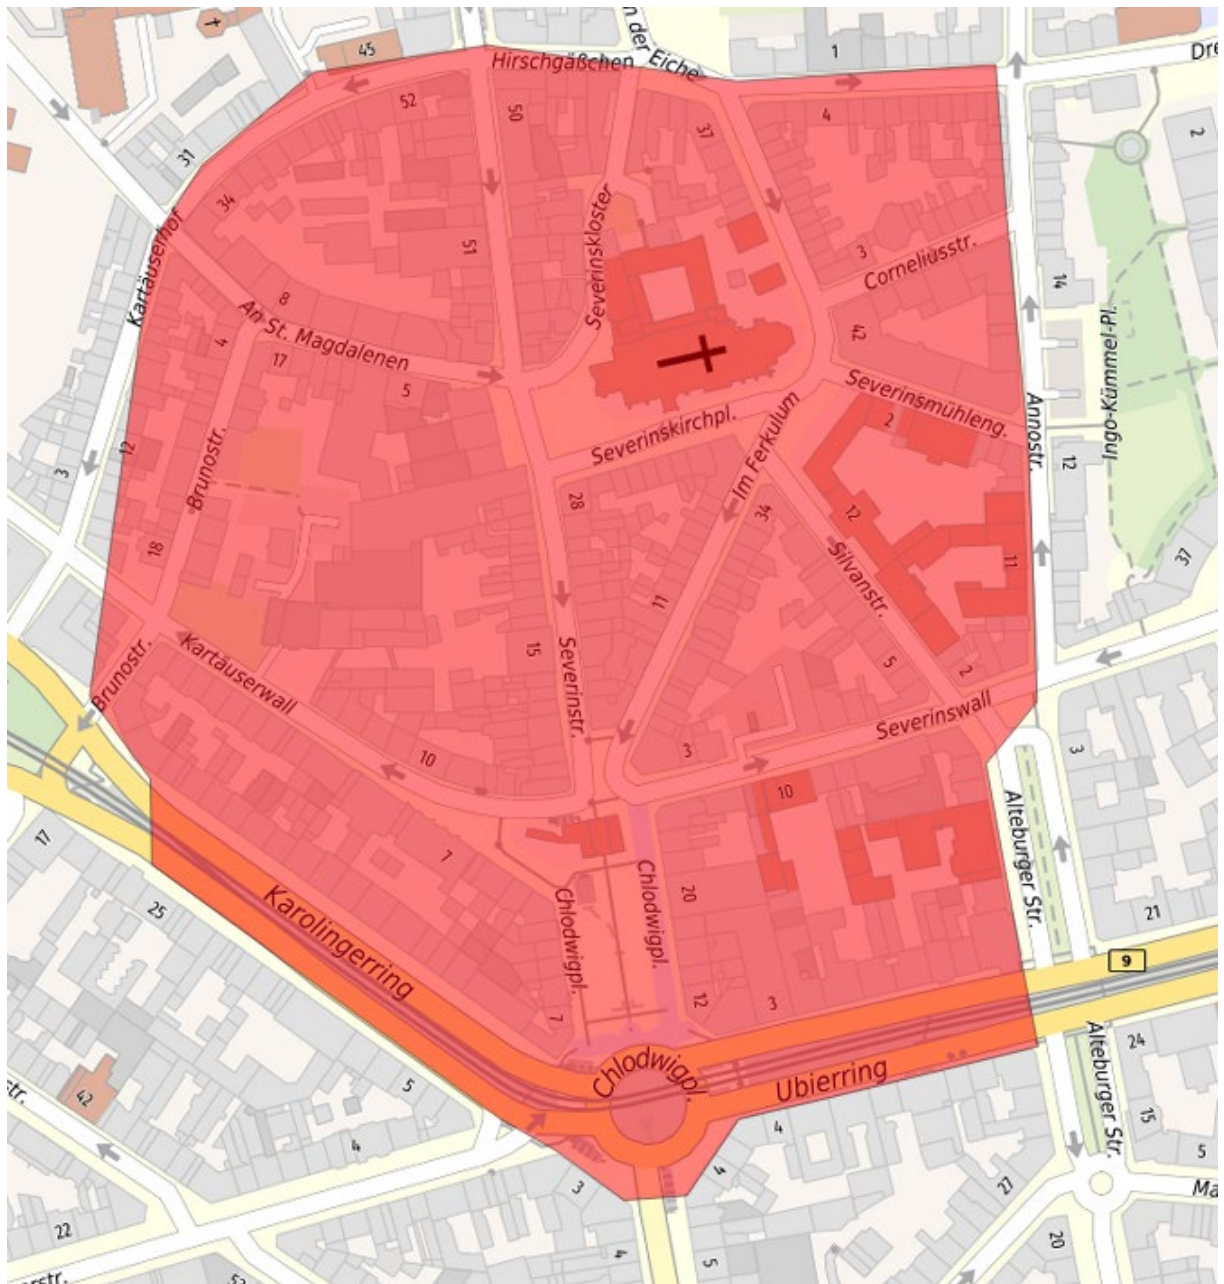 45
n der Eiche
1
Dre
Hirschgäßchen
52
50
37
4
2
31
34
Kartäuserhof
51
Severinskloster
3
Corneliusstr.
14
8
An St. Magdalenen
4
17
5
42
Ingo-Kümmel-Pl.
Severinsmühleng.
2
Annostr.
Severinskirchpl.
Im Ferkulum
12
3
Brunostr.
28
34
12
12
18
11
37
11
Silvanstr.
15
Severinstr.
5
2
Brunostr.
Kartäuserwall
Severinswall
10
3
3
10
17
7
Chlodwigpl.
Chlodwigpl.
20
Alteburger Str.
25
21
Karolingerring
9
7
12
3
Chlodwigpl.
Ubierring
24
Alteburger Str.
42
str.
5
4
15
4
5
3
4
27
Ma
22
4
5
20
erstr.
52